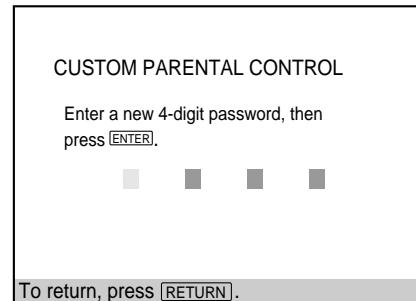 CUSTOM PARENTAL CONTROL
Enter a new 4-digit password, then
press ENTER.
To return, press RETURN.